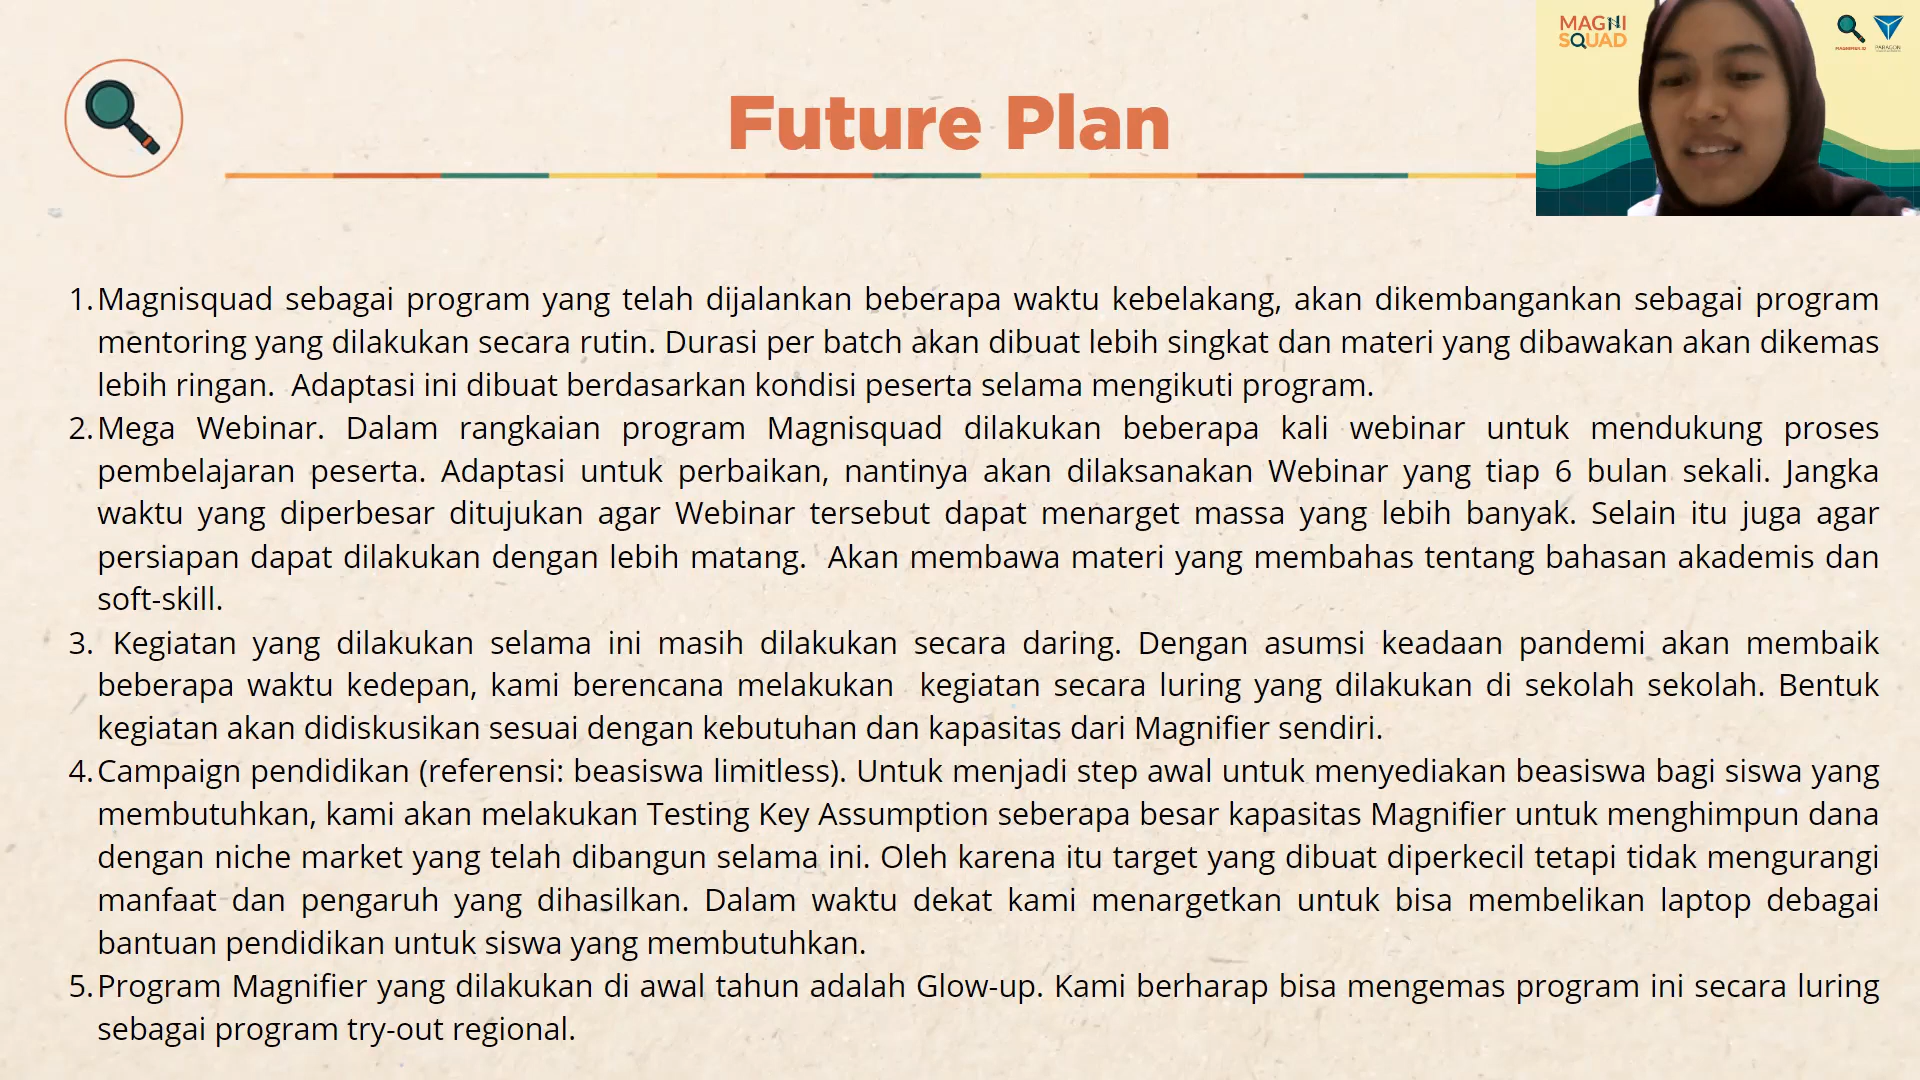 MAGNI
SQUAD
MAGNIFIER.ID
PARAGON
Future Plan
1. Magnisquad sebagai program yang telah dijalankan beberapa waktu kebelakang, akan dikembangankan sebagai program
mentoring yang dilakukan secara rutin. Durasi per batch akan dibuat lebih singkat dan materi yang dibawakan akan dikemas
lebih ringan. Adaptasi ini dibuat berdasarkan kondisi peserta selama mengikuti program.
2. Mega Webinar. Dalam rangkaian program Magnisquad dilakukan beberapa kali webinar untuk mendukung proses
pembelajaran peserta. Adaptasi untuk perbaikan, nantinya akan dilaksanakan Webinar yang tiap 6 bulan sekali. Jangka
waktu yang diperbesar ditujukan agar Webinar tersebut dapat menarget massa yang lebih banyak. Selain itu juga agar
persiapan dapat dilakukan dengan lebih matang. Akan membawa materi yang membahas tentang bahasan akademis dan
soft-skill.
3. Kegiatan yang dilakukan selama ini masih dilakukan secara daring. Dengan asumsi keadaan pandemi akan membaik
beberapa waktu kedepan, kami berencana melakukan kegiatan secara luring yang dilakukan di sekolah sekolah. Bentuk
kegiatan akan didiskusikan sesuai dengan kebutuhan dan kapasitas dari Magnifier sendiri.
4. Campaign pendidikan (referensi: beasiswa limitless). Untuk menjadi step awal untuk menyediakan beasiswa bagi siswa yang
membutuhkan, kami akan melakukan Testing Key Assumption seberapa besar kapasitas Magnifier untuk menghimpun dana
dengan niche market yang telah dibangun selama ini. Oleh karena itu target yang dibuat diperkecil tetapi tidak mengurangi
manfaat dan pengaruh yang dihasilkan. Dalam waktu dekat kami menargetkan untuk bisa membelikan laptop debagai
bantuan pendidikan untuk siswa yang membutuhkan.
5. Program Magnifier yang dilakukan di awal tahun adalah Glow-up. Kami berharap bisa mengemas program ini secara luring
sebagai program try-out regional.